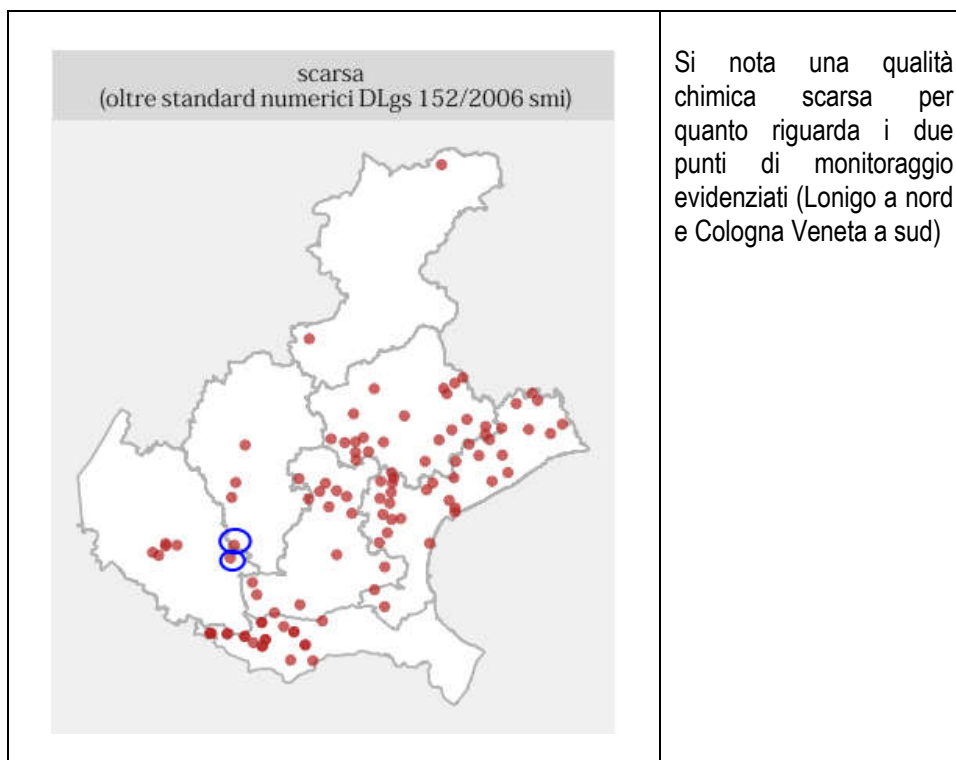 scarsa
(oltre standard numerici DLgs 152/2006 smi)
Si nota una qualità
chimica scarsa per
quanto riguarda i due
punti di monitoraggio
evidenziati (Lonigo a nord
e Cologna Veneta a sud)